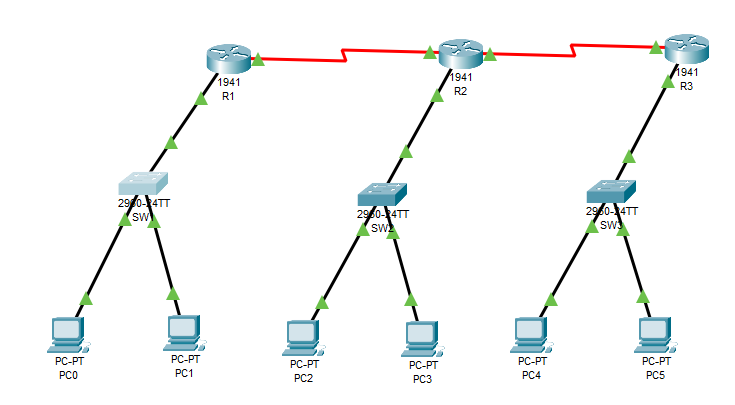 1941
R1
1941
R2
1941
R3
2960-24TT
SW1
2960-24TT
SW2
2960-24TT
SW3
PC-PT
PC0
PC-PT
PC1
PC-PT
PC2
PC-PT
PC3
PC-PT
PC4
PC-PT
PC5